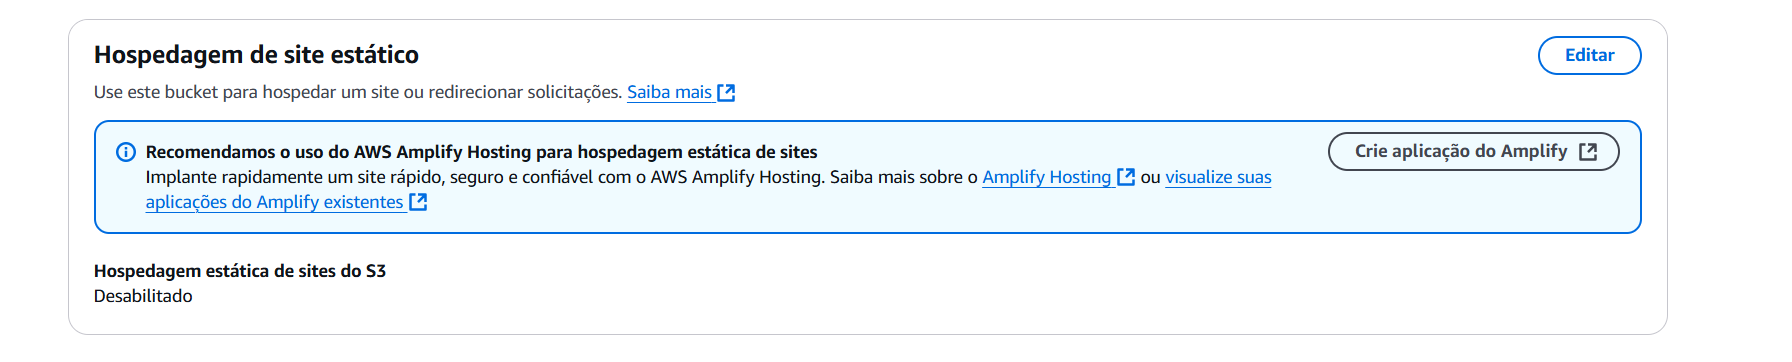 Hospedagem de site estático
Editar
Use este bucket para hospedar um site ou redirecionar solicitações. Saiba mais
Recomendamos o uso do AWS Amplify Hosting para hospedagem estática de sites
Crie aplicação do Amplify
Implante rapidamente um site rápido, seguro e confiável com o AWS Amplify Hosting. Saiba mais sobre o Amplify Hosting ou visualize suas
aplicações do Amplify existentes
Hospedagem estática de sites do S3
Desabilitado